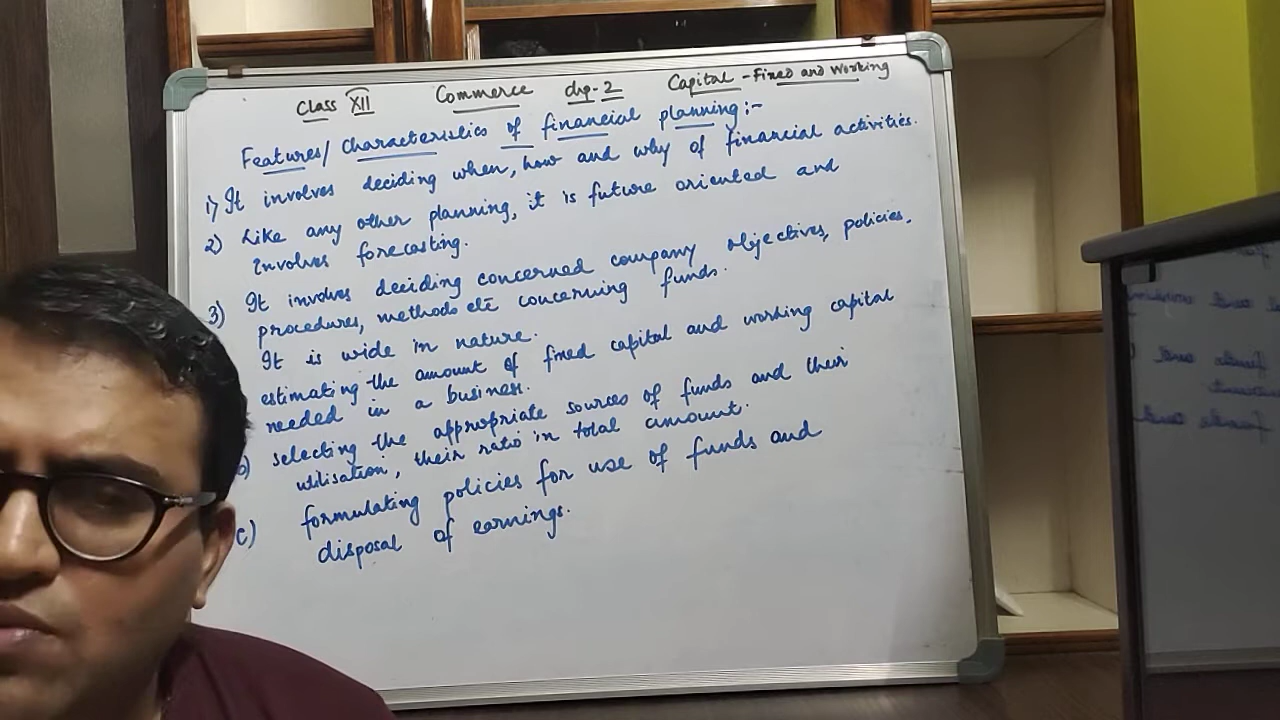 Class XII Commerce chp-2 Capital - Fixed and Working
Features/ Characteristics of financial planning:-
1) It involves deciding when, how and why of financial activities.
2) Like any other planning, it is future oriented and
involves forecasting.
3) It involves deciding concerned company objectives, policies,
procedures, methods etc concerning funds.
It is wide in nature.
estimating the amount of fixed capital and working capital
needed in a business.
b) selecting the appropriate sources of funds and their
utilisation, their ratio in total amount.
c) formulating policies for use of funds and
disposal of earnings.